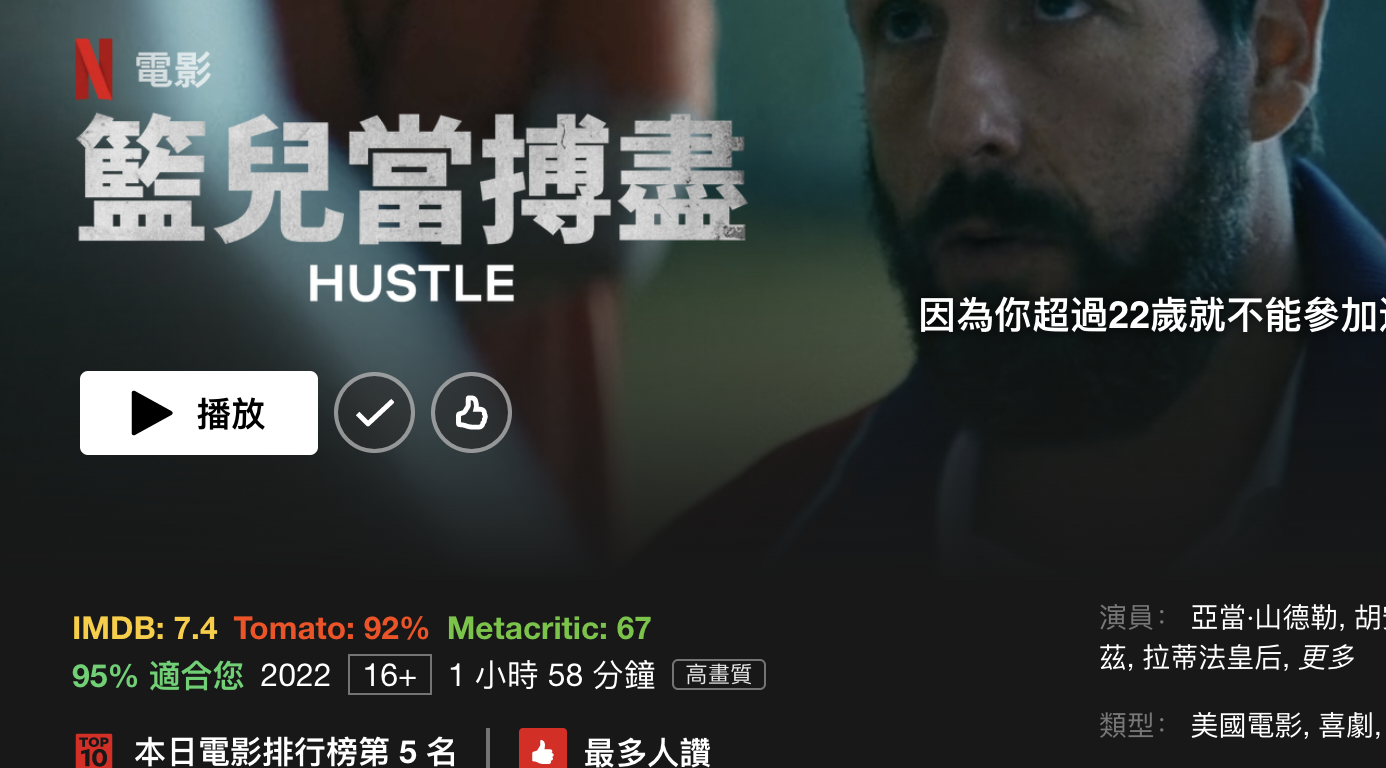 N 電影
籃兒當搏盡
HUSTLE
因為你超過22歲就不能參加
播放
IMDB: 7.4 Tomato: 92% Metacritic: 67
95% 適合您 2022 16+ 1 小時 58 分鐘 高畫質
演員： 亞當·山德勒, 胡
茲, 拉蒂法皇后, 更多
TOP 10 本日電影排行榜第 5 名 最多人讚
類型： 美國電影, 喜劇,